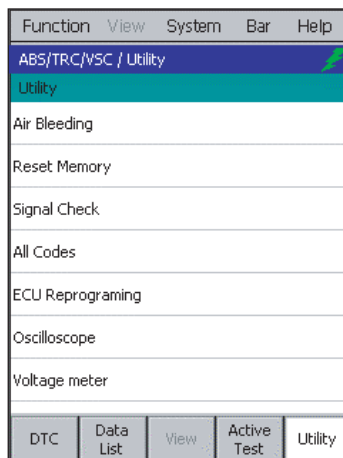 Function View System Bar Help
ABS/TRC/VSC / Utility
Utility
Air Bleeding
Reset Memory
Signal Check
All Codes
ECU Reprograming
Oscilloscope
Voltage meter
DTC Data List View Active Test Utility